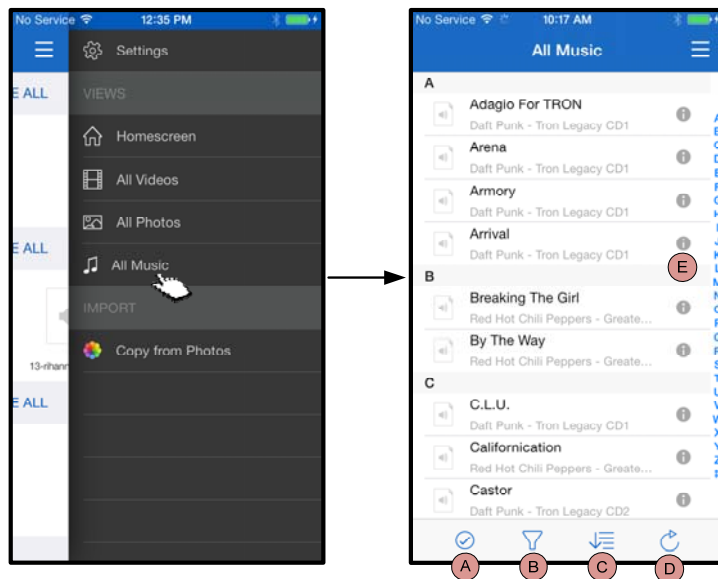 No Service 12:35 PM
Settings
E ALL
VIEWS
Homescreen
All Videos
All Photos
E ALL
All Music
IMPORT
Copy from Photos
13-rihann
E ALL
No Service 10:17 AM
All Music
A
Adagio For TRON
Daft Punk - Tron Legacy CD1
Arena
Daft Punk - Tron Legacy CD1
Armory
Daft Punk - Tron Legacy CD1
Arrival
Daft Punk - Tron Legacy CD1
E
B
Breaking The Girl
Red Hot Chili Peppers - Greate...
By The Way
Red Hot Chili Peppers - Greate...
C
C.L.U.
Daft Punk - Tron Legacy CD1
Californication
Red Hot Chili Peppers - Greate...
Castor
Daft Punk - Tron Legacy CD2
A
B
C
D